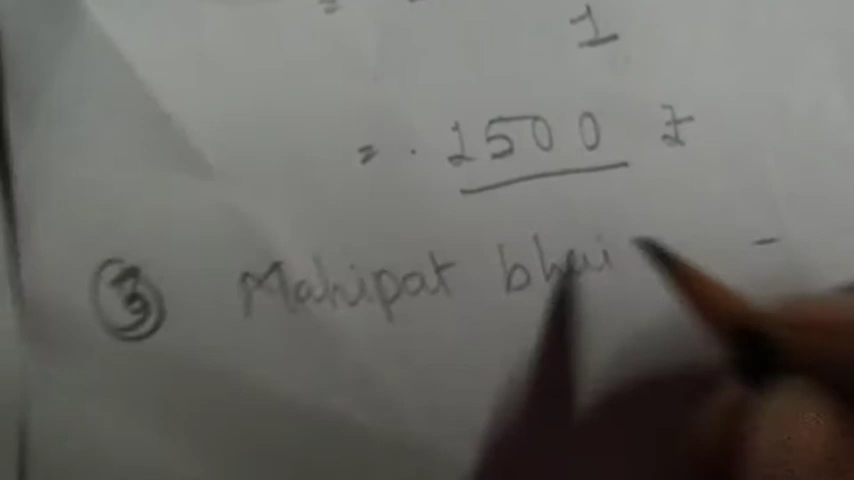 1
= . 1500 ₹
③ Mahipat bhai -